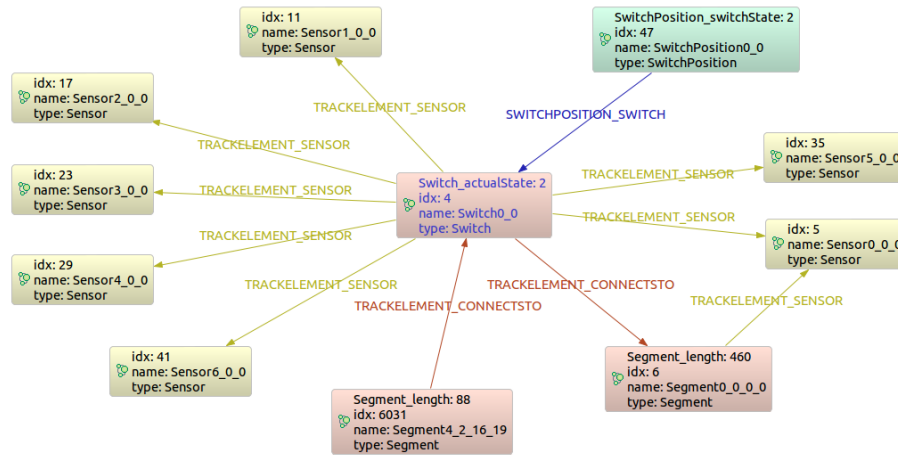 idx: 11
name: Sensor1_0_0
type: Sensor
SwitchPosition_switchState: 2
idx: 47
name: SwitchPosition0_0
type: SwitchPosition
idx: 17
name: Sensor2_0_0
type: Sensor
TRACKELEMENT_SENSOR
SWITCHPOSITION_SWITCH
TRACKELEMENT_SENSOR
idx: 35
name: Sensor5_0_0
type: Sensor
idx: 23
name: Sensor3_0_0
type: Sensor
TRACKELEMENT_SENSOR
Switch_actualState: 2
idx: 4
name: Switch0_0
type: Switch
TRACKELEMENT_SENSOR
TRACKELEMENT_SENSOR
idx: 5
name: Sensor0_0_0
type: Sensor
TRACKELEMENT_SENSOR
idx: 29
name: Sensor4_0_0
type: Sensor
TRACKELEMENT_SENSOR
TRACKELEMENT_CONNECTSTO
TRACKELEMENT_CONNECTSTO
TRACKELEMENT_SENSOR
idx: 41
name: Sensor6_0_0
type: Sensor
Segment_length: 88
idx: 6031
name: Segment4_2_16_19
type: Segment
Segment_length: 460
idx: 6
name: Segment0_0_0_0
type: Segment